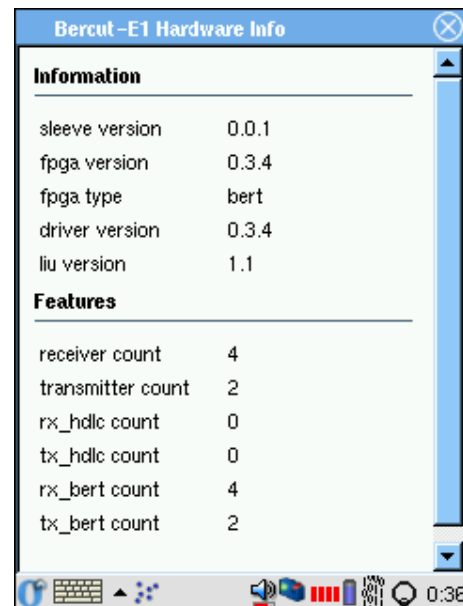 Bercut-E1 Hardware Info
Information
sleeve version 0.0.1
fpga version 0.3.4
fpga type bert
driver version 0.3.4
liu version 1.1
Features
receiver count 4
transmitter count 2
rx_hdlc count 0
tx_hdlc count 0
rx_bert count 4
tx_bert count 2
0:36